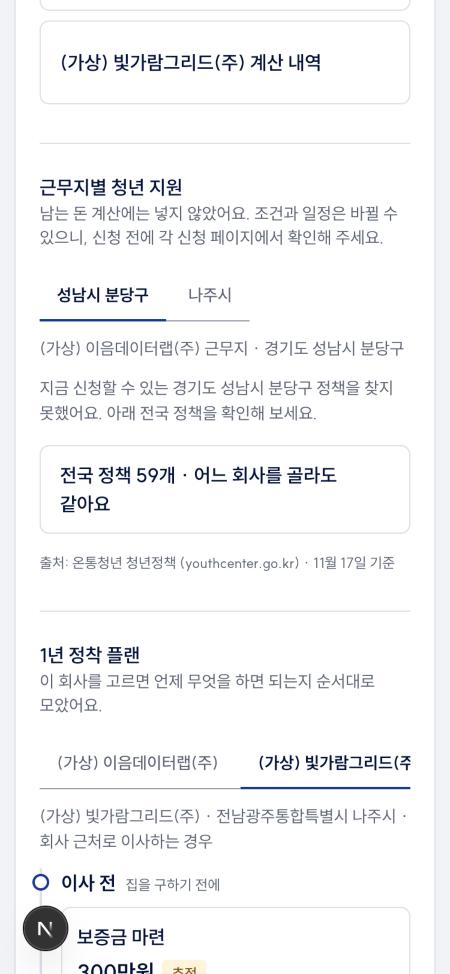 (가상) 빛가람그리드(주) 계산 내역
근무지별 청년 지원
남는 돈 계산에는 넣지 않았어요. 조건과 일정은 바뀔 수
있으니, 신청 전에 각 신청 페이지에서 확인해 주세요.
성남시 분당구 나주시
(가상) 이음데이터랩(주) 근무지 · 경기도 성남시 분당구
지금 신청할 수 있는 경기도 성남시 분당구 정책을 찾지
못했어요. 아래 전국 정책을 확인해 보세요.
전국 정책 59개 · 어느 회사를 골라도
같아요
출처: 온통청년 청년정책 (youthcenter.go.kr) · 11월 17일 기준
1년 정착 플랜
이 회사를 고르면 언제 무엇을 하면 되는지 순서대로
모았어요.
(가상) 이음데이터랩(주) (가상) 빛가람그리드(주
(가상) 빛가람그리드(주) · 전남광주통합특별시 나주시 ·
회사 근처로 이사하는 경우
이사 전 집을 구하기 전에
N
보증금 마련
300만원 추정